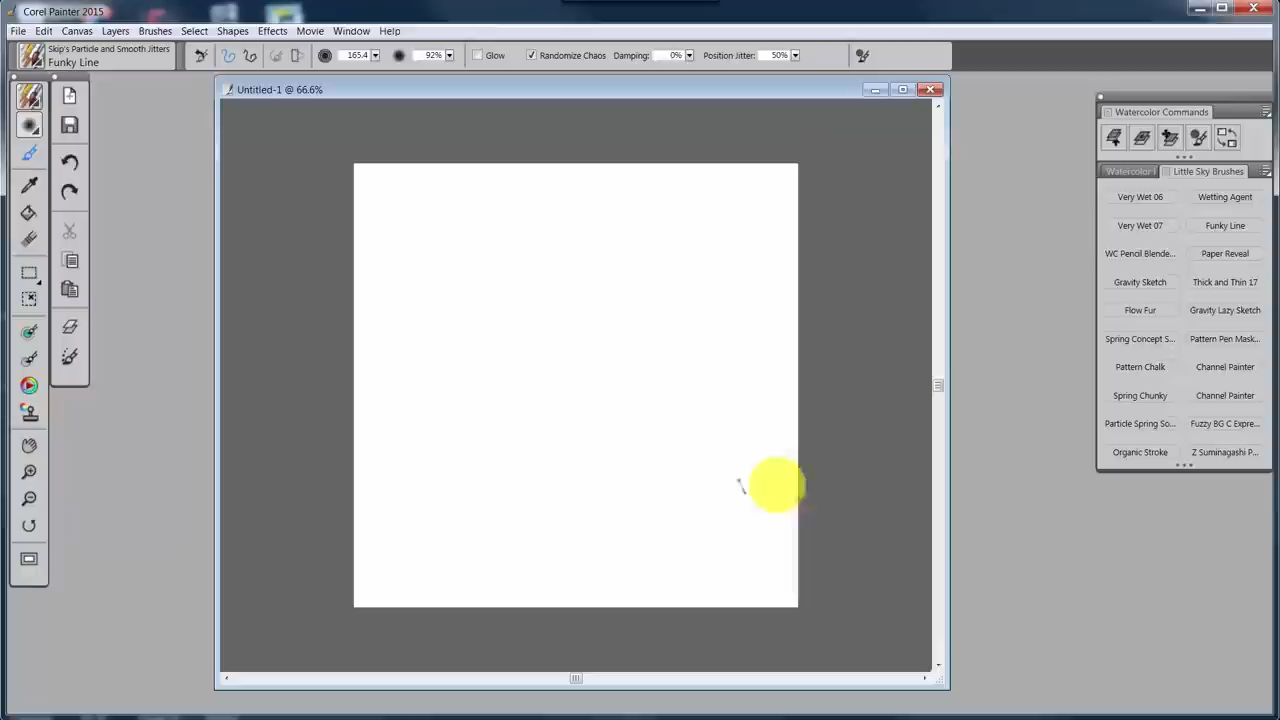 Corel Painter 2015
File Edit Canvas Layers Brushes Select Shapes Effects Movie Window Help
Skip's Particle and Smooth Jitters
Funky Line
165.4 92% Glow Randomize Chaos Damping: 0% Position Jitter: 50%
Untitled-1 @ 66.6%
Watercolor Commands
Watercolor Little Sky Brushes
Very Wet 06 Wetting Agent
Very Wet 07 Funky Line
WC Pencil Blende... Paper Reveal
Gravity Sketch Thick and Thin 17
Flow Fur Gravity Lazy Sketch
Spring Concept S... Pattern Pen Mask...
Pattern Chalk Channel Painter
Spring Chunky Channel Painter
Particle Spring So... Fuzzy BG C Expre...
Organic Stroke Z Suminagashi P...